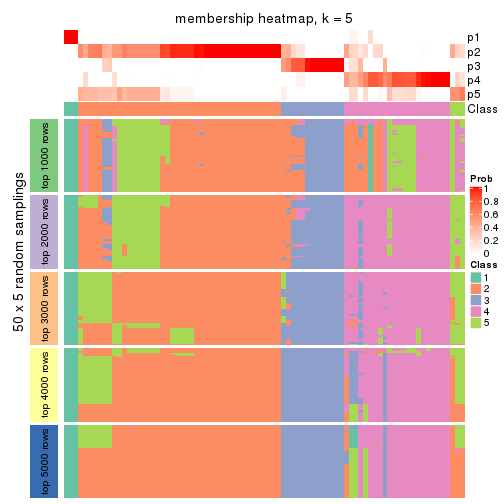 membership heatmap, k = 5
p1
p2
p3
p4
p5
Class
50 x 5 random samplings
top 1000 rows
top 2000 rows
top 3000 rows
top 4000 rows
top 5000 rows
Prob
1
0.8
0.6
0.4
0.2
0
Class
1
2
3
4
5